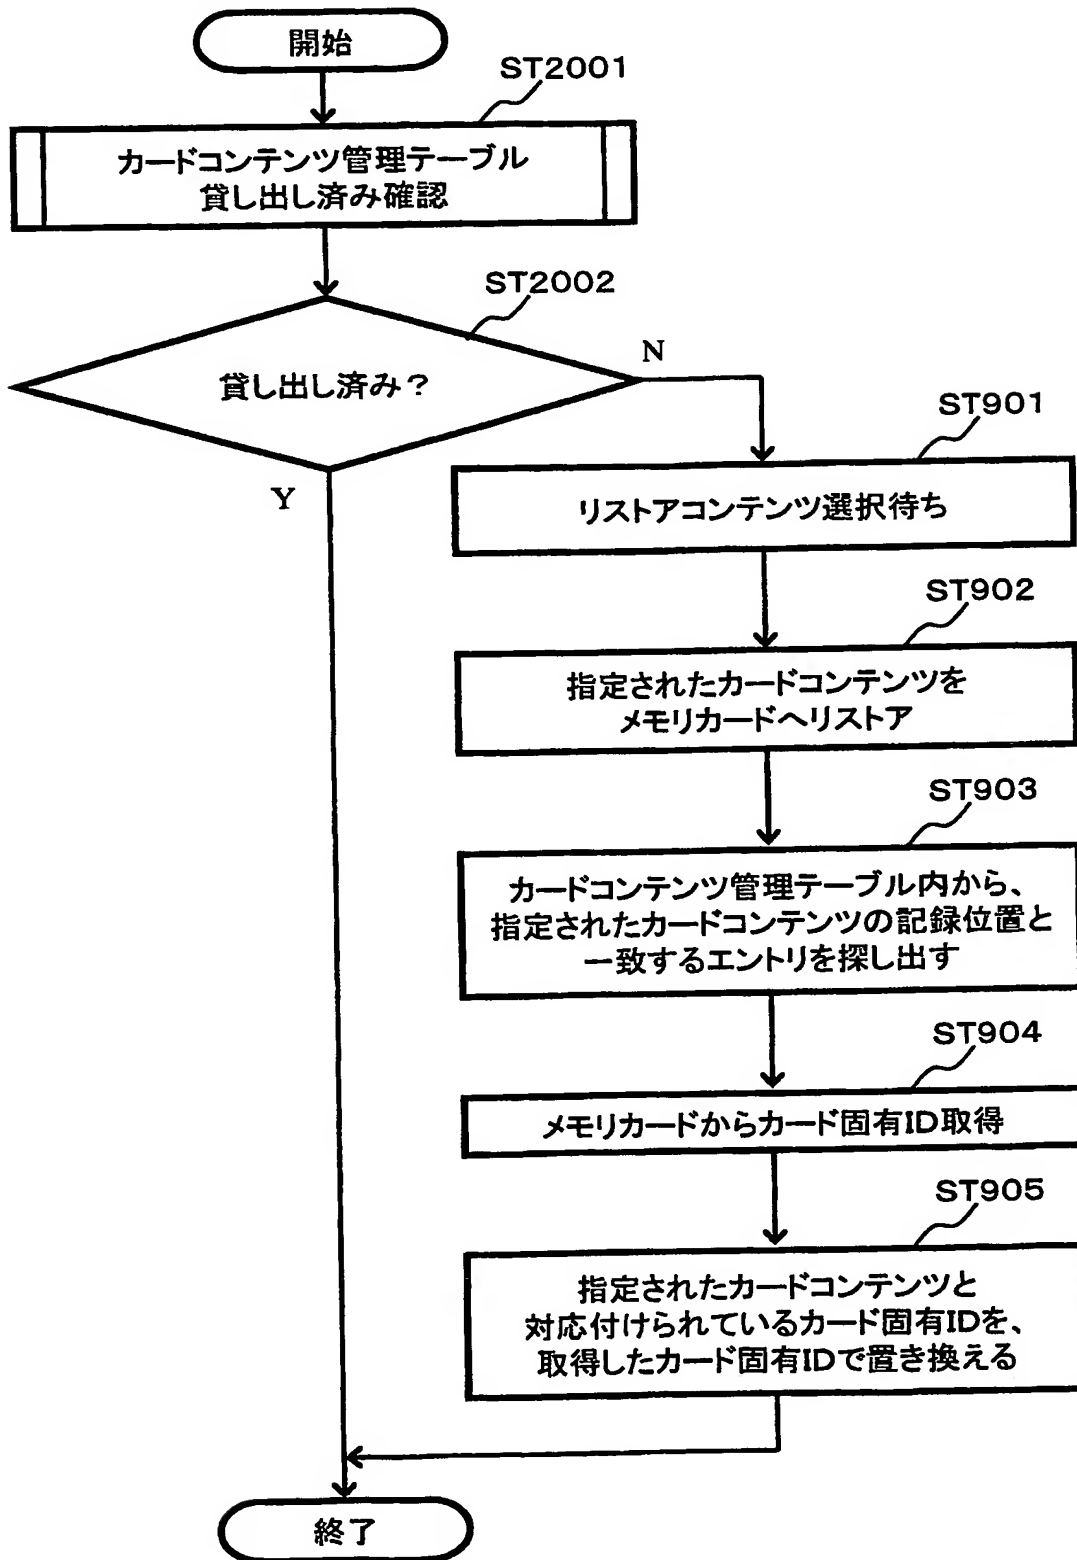 開始
ST2001
カードコンテンツ管理テーブル
貸し出し済み確認
ST2002
貸し出し済み?
N
Y
ST901
リストアコンテンツ選択待ち
ST902
指定されたカードコンテンツを
メモリカードへリストア
ST903
カードコンテンツ管理テーブル内から、
指定されたカードコンテンツの記録位置と
一致するエントリを探し出す
ST904
メモリカードからカード固有ID取得
ST905
指定されたカードコンテンツと
対応付けられているカード固有IDを、
取得したカード固有IDで置き換える
終了